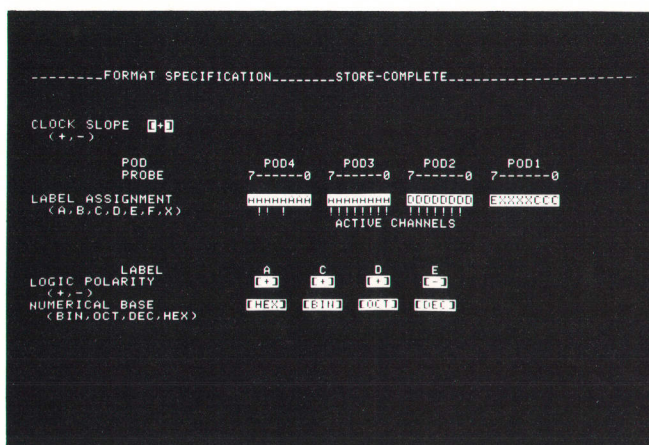 --------FORMAT SPECIFICATION--------STORE-COMPLETE--------------------
CLOCK SLOPE [+]
(+,-)
POD POD4 POD3 POD2 POD1
PROBE 7------0 7------0 7------0 7------0
LABEL ASSIGNMENT AAAAAAAA AAAAAAAA DDDDDDDD EXXXXCCC
(A,B,C,D,E,F,X) !! ! !!!!!!!! !!!!!!!
ACTIVE CHANNELS
LABEL A C D E
LOGIC POLARITY [+] [+] [+] [-]
(+,-)
NUMERICAL BASE [HEX] [BIN] [OCT] [DEC]
(BIN,OCT,DEC,HEX)